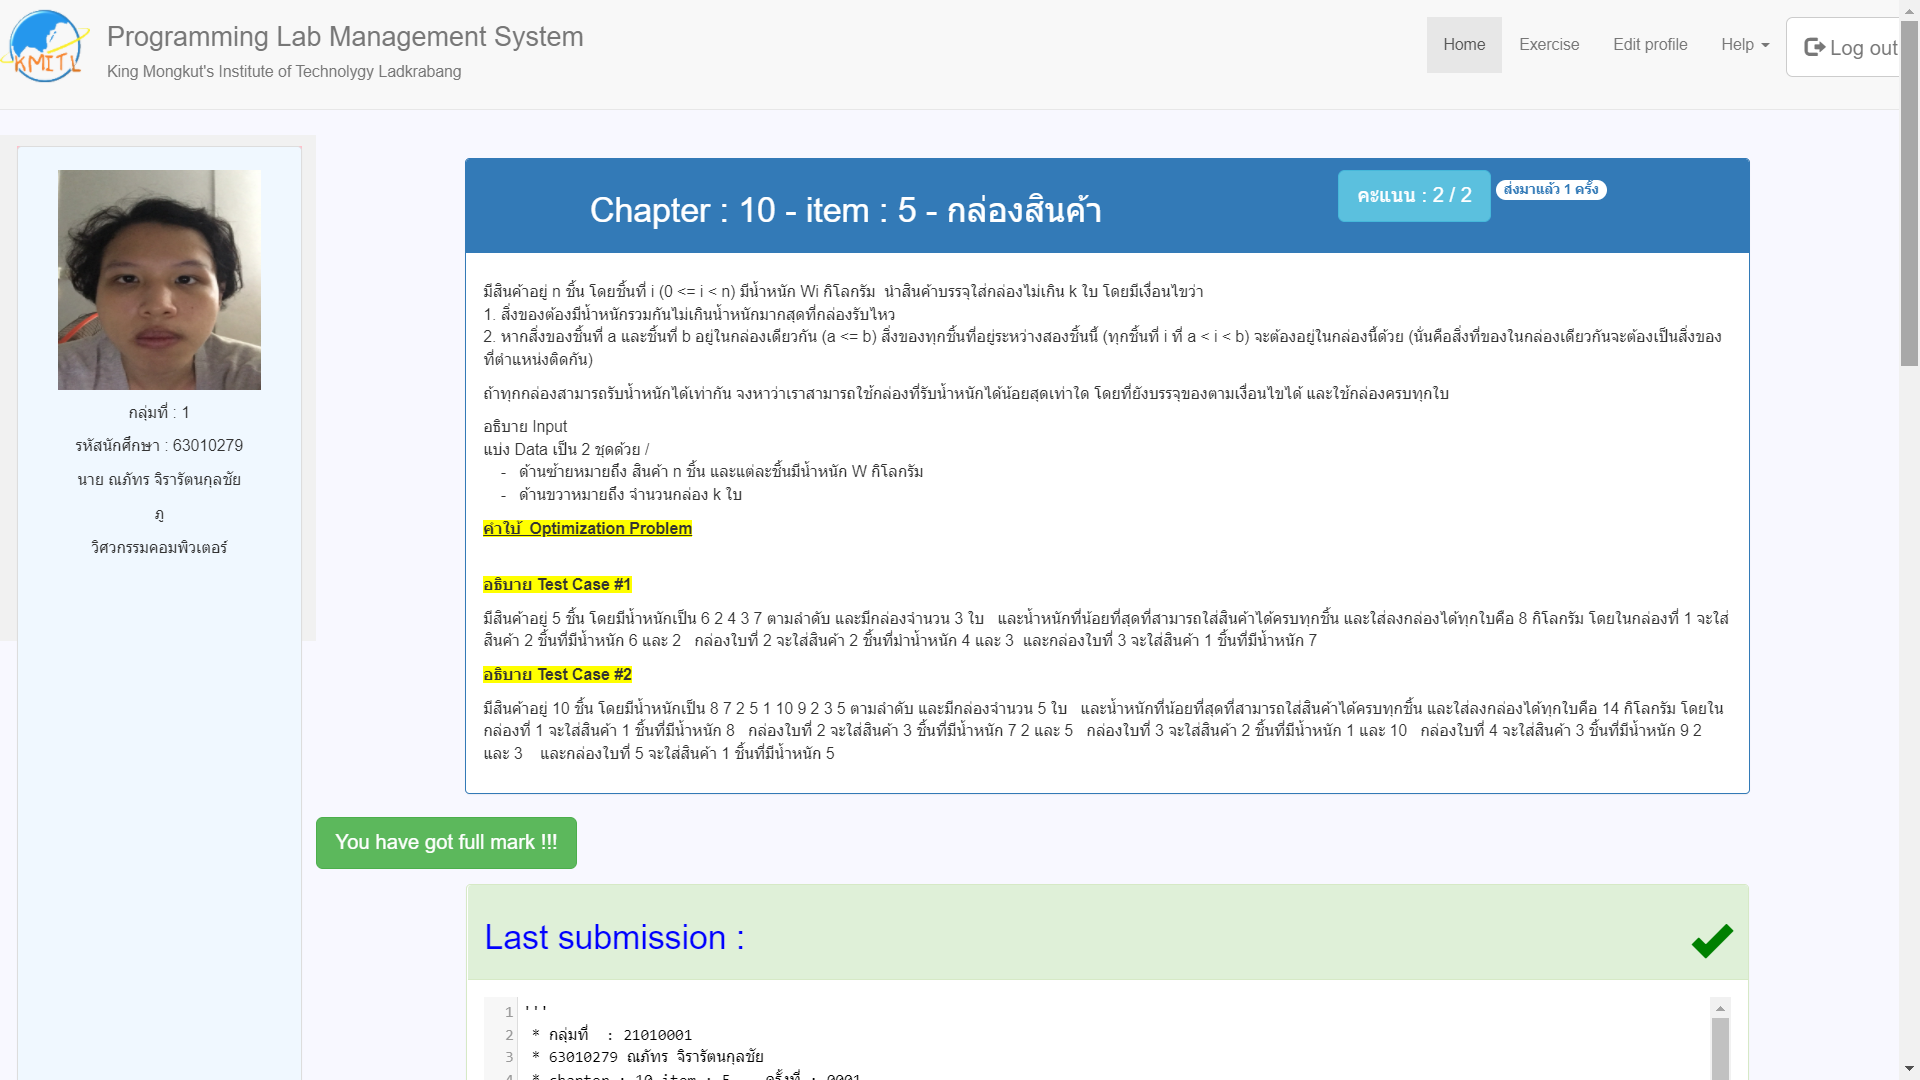 KMITL
Programming Lab Management System
King Mongkut's Institute of Technolygy Ladkrabang
Home
Exercise
Edit profile
Help
Log out
กลุ่มที่ : 1
รหัสนักศึกษา : 63010279
นาย ณภัทร จิรารัตนกุลชัย
ภู
วิศวกรรมคอมพิวเตอร์
Chapter : 10 - item : 5 - กล่องสินค้า
คะแนน : 2 / 2
ส่งมาแล้ว 1 ครั้ง
มีสินค้าอยู่ n ชิ้น โดยชิ้นที่ i (0 <= i < n) มีน้ำหนัก Wi กิโลกรัม  นำสินค้าบรรจุใส่กล่องไม่เกิน k ใบ โดยมีเงื่อนไขว่า
1. สิ่งของต้องมีน้ำหนักรวมกันไม่เกินน้ำหนักมากสุดที่กล่องรับไหว
2. หากสิ่งของชิ้นที่ a และชิ้นที่ b อยู่ในกล่องเดียวกัน (a <= b) สิ่งของทุกชิ้นที่อยู่ระหว่างสองชิ้นนี้ (ทุกชิ้นที่ i ที่ a < i < b) จะต้องอยู่ในกล่องนี้ด้วย (นั่นคือสิ่งที่ของในกล่องเดียวกันจะต้องเป็นสิ่งของ
ที่ตำแหน่งติดกัน)
ถ้าทุกกล่องสามารถรับน้ำหนักได้เท่ากัน จงหาว่าเราสามารถใช้กล่องที่รับน้ำหนักได้น้อยสุดเท่าใด โดยที่ยังบรรจุของตามเงื่อนไขได้ และใช้กล่องครบทุกใบ
อธิบาย Input
แบ่ง Data เป็น 2 ชุดด้วย /
- ด้านซ้ายหมายถึง สินค้า n ชิ้น และแต่ละชิ้นมีน้ำหนัก W กิโลกรัม
- ด้านขวาหมายถึง จำนวนกล่อง k ใบ
คำใบ้  Optimization Problem
อธิบาย Test Case #1
มีสินค้าอยู่ 5 ชิ้น โดยมีน้ำหนักเป็น 6 2 4 3 7 ตามลำดับ และมีกล่องจำนวน 3 ใบ   และน้ำหนักที่น้อยที่สุดที่สามารถใส่สินค้าได้ครบทุกชิ้น และใส่ลงกล่องได้ทุกใบคือ 8 กิโลกรัม โดยในกล่องที่ 1 จะใส่
สินค้า 2 ชิ้นที่มีน้ำหนัก 6 และ 2   กล่องใบที่ 2 จะใส่สินค้า 2 ชิ้นที่ม่าน้ำหนัก 4 และ 3  และกล่องใบที่ 3 จะใส่สินค้า 1 ชิ้นที่มีน้ำหนัก 7
อธิบาย Test Case #2
มีสินค้าอยู่ 10 ชิ้น โดยมีน้ำหนักเป็น 8 7 2 5 1 10 9 2 3 5 ตามลำดับ และมีกล่องจำนวน 5 ใบ   และน้ำหนักที่น้อยที่สุดที่สามารถใส่สินค้าได้ครบทุกชิ้น และใส่ลงกล่องได้ทุกใบคือ 14 กิโลกรัม โดยใน
กล่องที่ 1 จะใส่สินค้า 1 ชิ้นที่มีน้ำหนัก 8   กล่องใบที่ 2 จะใส่สินค้า 3 ชิ้นที่มีน้ำหนัก 7 2 และ 5   กล่องใบที่ 3 จะใส่สินค้า 2 ชิ้นที่มีน้ำหนัก 1 และ 10   กล่องใบที่ 4 จะใส่สินค้า 3 ชิ้นที่มีน้ำหนัก 9 2
และ 3    และกล่องใบที่ 5 จะใส่สินค้า 1 ชิ้นที่มีน้ำหนัก 5
You have got full mark !!!
Last submission :
1 '''
2 * กลุ่มที่  : 21010001
3 * 63010279 ณภัทร จิรารัตนกุลชัย
4 * chapter : 10 item : 5 ครั้งที่ : 0001